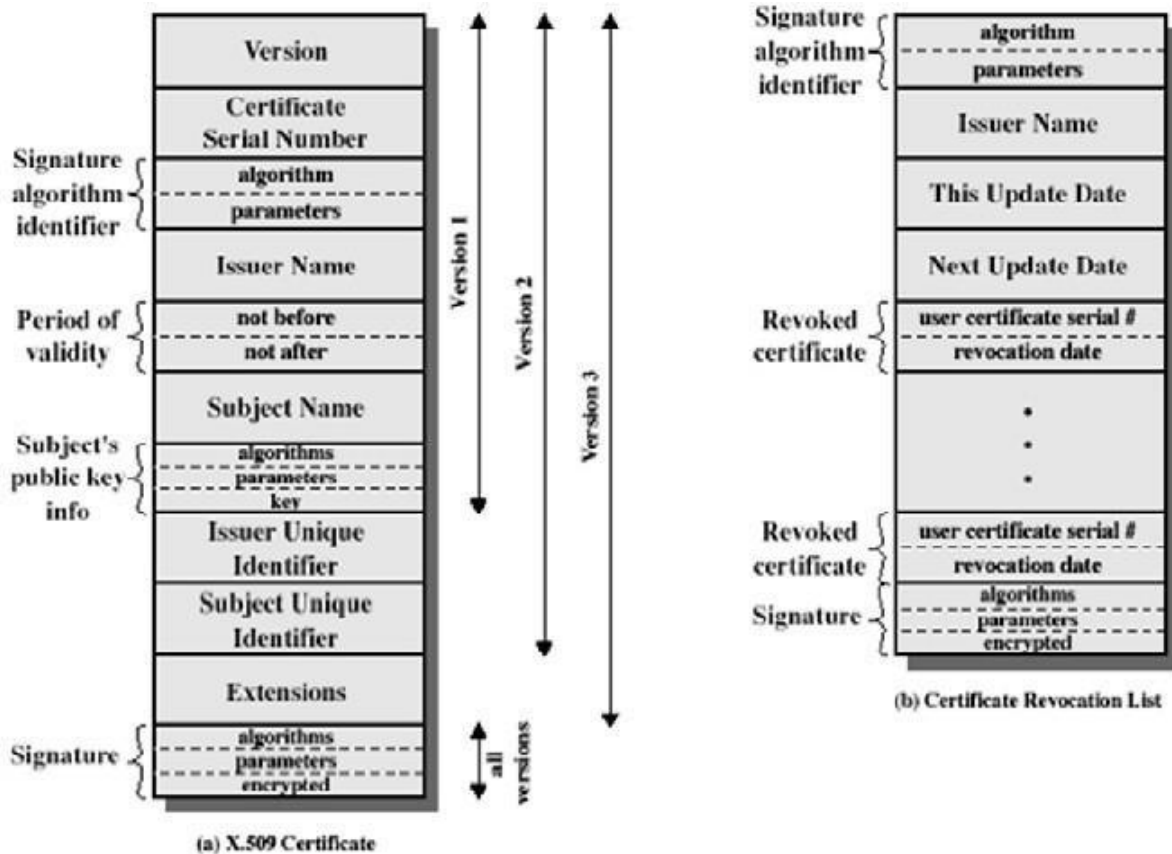 Version
Certificate
Serial Number
Signature
algorithm
identifier
algorithm
parameters
Issuer Name
Period of
validity
not before
not after
Subject Name
Subject's
public key
info
algorithms
parameters
key
Issuer Unique
Identifier
Subject Unique
Identifier
Extensions
Signature
algorithms
parameters
encrypted
Version 1
Version 2
Version 3
all
versions
(a) X.509 Certificate
Signature
algorithm
identifier
algorithm
parameters
Issuer Name
This Update Date
Next Update Date
Revoked
certificate
user certificate serial #
revocation date
Revoked
certificate
user certificate serial #
revocation date
Signature
algorithms
parameters
encrypted
(b) Certificate Revocation List